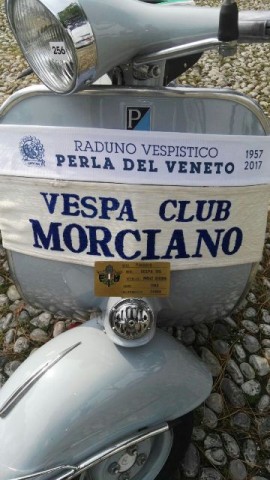 256
P
RADUNO VESPISTICO 1957
PERLA DEL VENETO 2017
VESPA CLUB
MORCIANO